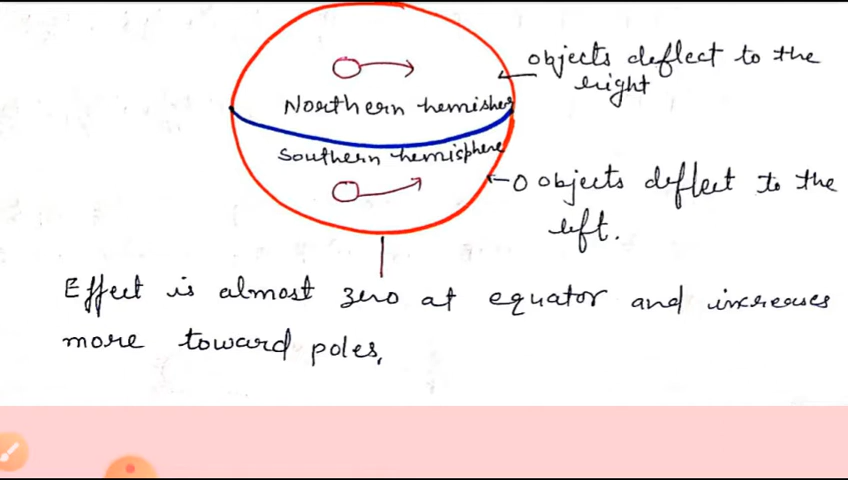 objects deflect to the
right
Northern hemisher
Southern hemisphere
O objects deflect to the
left.
Effect is almost zero at equator and increases
more toward poles,